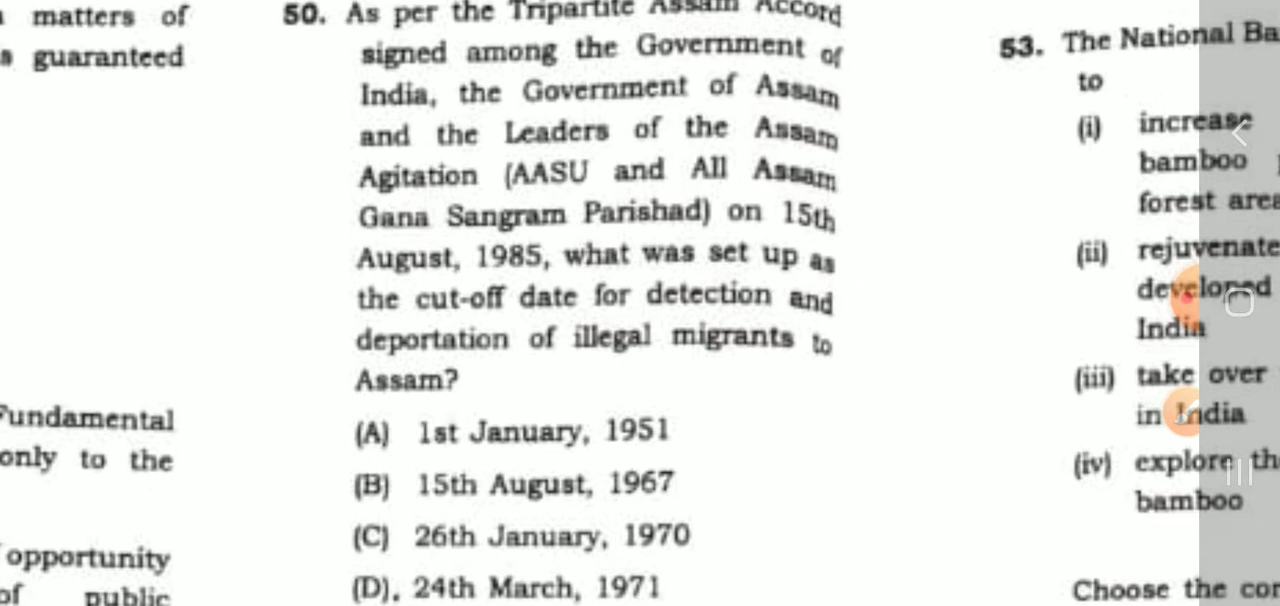 matters of
guaranteed
Fundamental
only to the
opportunity
of public
50. As per the Tripartite Assam Accord
signed among the Government of
India, the Government of Assam
and the Leaders of the Assam
Agitation (AASU and All Assam
Gana Sangram Parishad) on 15th
August, 1985, what was set up as
the cut-off date for detection and
deportation of illegal migrants to
Assam?
(A) 1st January, 1951
(B) 15th August, 1967
(C) 26th January, 1970
(D). 24th March, 1971
53. The National Ba
to
(i) increase
bamboo
forest area
(ii) rejuvenate
developed
India
(iii) take over
in India
(iv) explore th
bamboo
Choose the cor